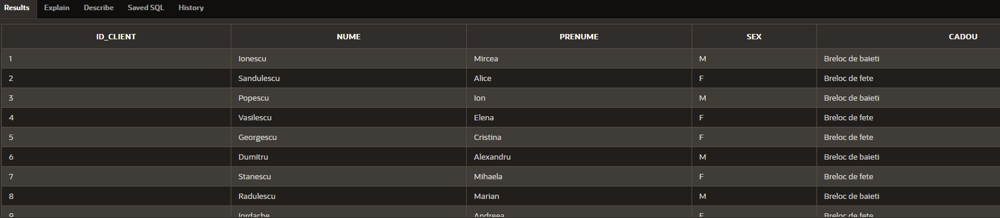 Results Explain Describe Saved SQL History
ID_CLIENT NUME PRENUME SEX CADOU
1 Ionescu Mircea M Breloc de baieti
2 Sandulescu Alice F Breloc de fete
3 Popescu Ion M Breloc de baieti
4 Vasilescu Elena F Breloc de fete
5 Georgescu Cristina F Breloc de fete
6 Dumitru Alexandru M Breloc de baieti
7 Stanescu Mihaela F Breloc de fete
8 Radulescu Marian M Breloc de baieti
9 Iordache Andreea F Breloc de fete